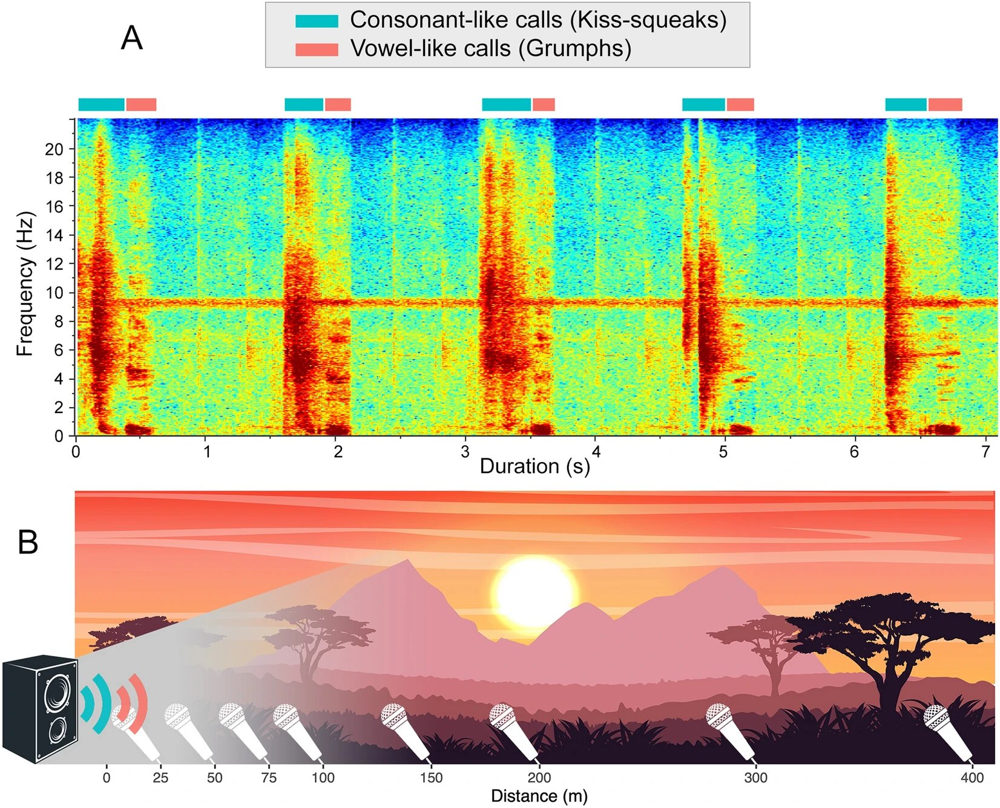 A
Consonant-like calls (Kiss-squeaks)
Vowel-like calls (Grumphs)
Frequency (Hz)
20
18
16
14
12
10
8
6
4
2
0
0 1 2 3 4 5 6 7
Duration (s)
B
0 25 50 75 100 150 200 300 400
Distance (m)